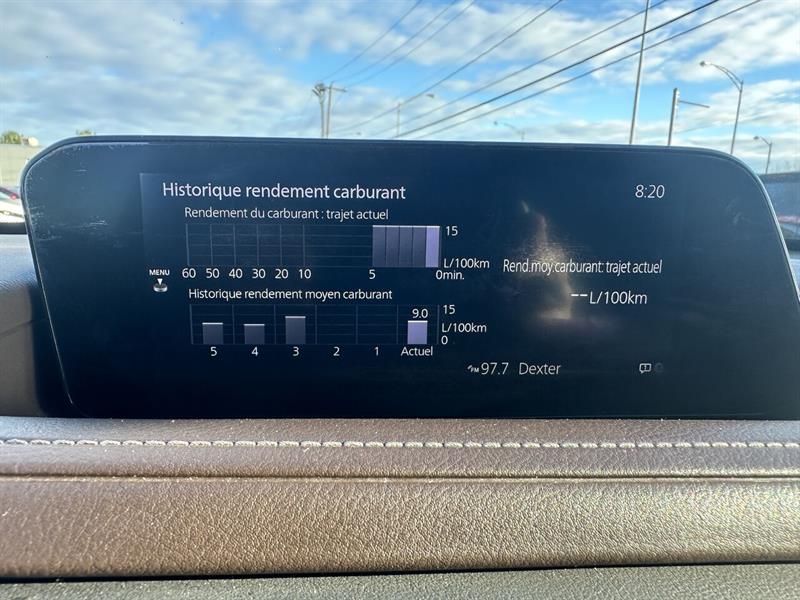 Historique rendement carburant
8:20
Rendement du carburant : trajet actuel
15
L/100km
MENU
60 50 40 30 20 10 5 0min.
Rend.moy.carburant: trajet actuel
--L/100km
Historique rendement moyen carburant
15
9.0
L/100km
0
5 4 3 2 1 Actuel
FM 97.7 Dexter